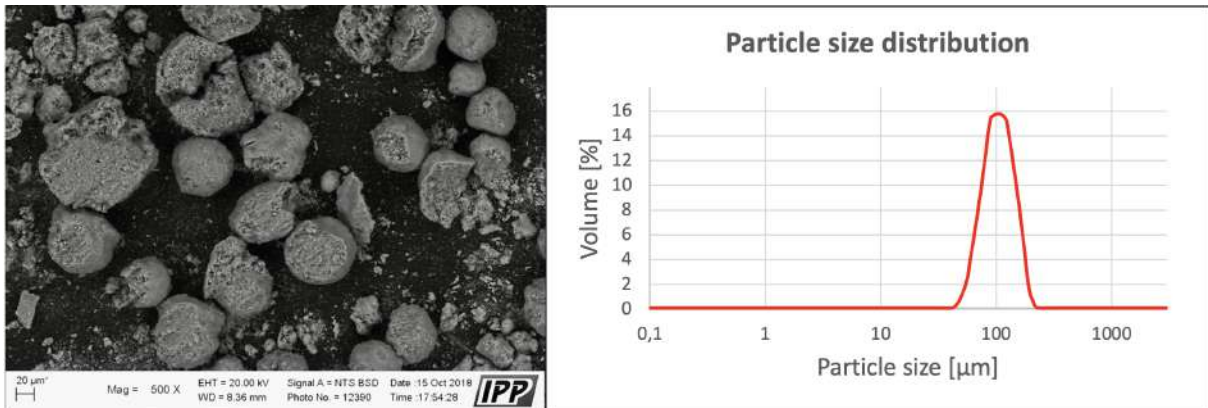 20 µm
Mag = 500 X
EHT = 20.00 kV
WD = 8.36 mm
Signal A = NTS BSD
Photo No. = 12390
Date :15 Oct 2018
Time :17:54:28
IPP
Particle size distribution
Volume [%]
16
14
12
10
8
6
4
2
0
0,1
1
10
100
1000
Particle size [µm]